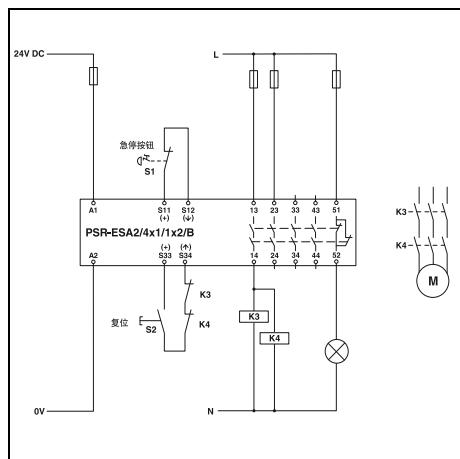 24V DC
L
急停按钮
S1
A1
S11
(+)
S12
(↓)
13
23
33
43
51
PSR-ESA2/4x1/1x2/B
A2
(+)
S33
(↑)
S34
14
24
34
44
52
K3
K4
M
复位
S2
K3
K4
K3
K4
0V
N